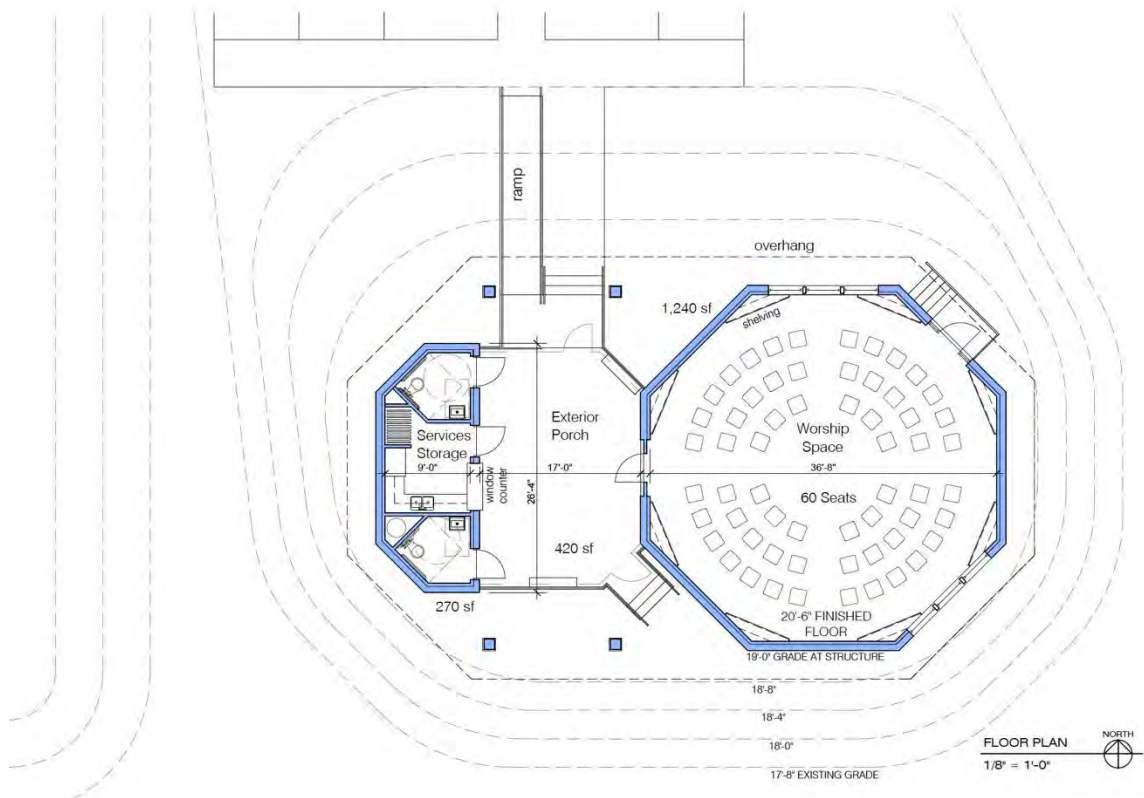 ramp
overhang
1,240 sf
shelving
Services
Storage
9'-0"
window
counter
Exterior
Porch
17'-0"
26'-4"
Worship
Space
36'-8"
60 Seats
420 sf
270 sf
20'-6" FINISHED
FLOOR
19'-0" GRADE AT STRUCTURE
18'-8"
18'-4"
18'-0"
17'-8" EXISTING GRADE
FLOOR PLAN
1/8" = 1'-0"
NORTH